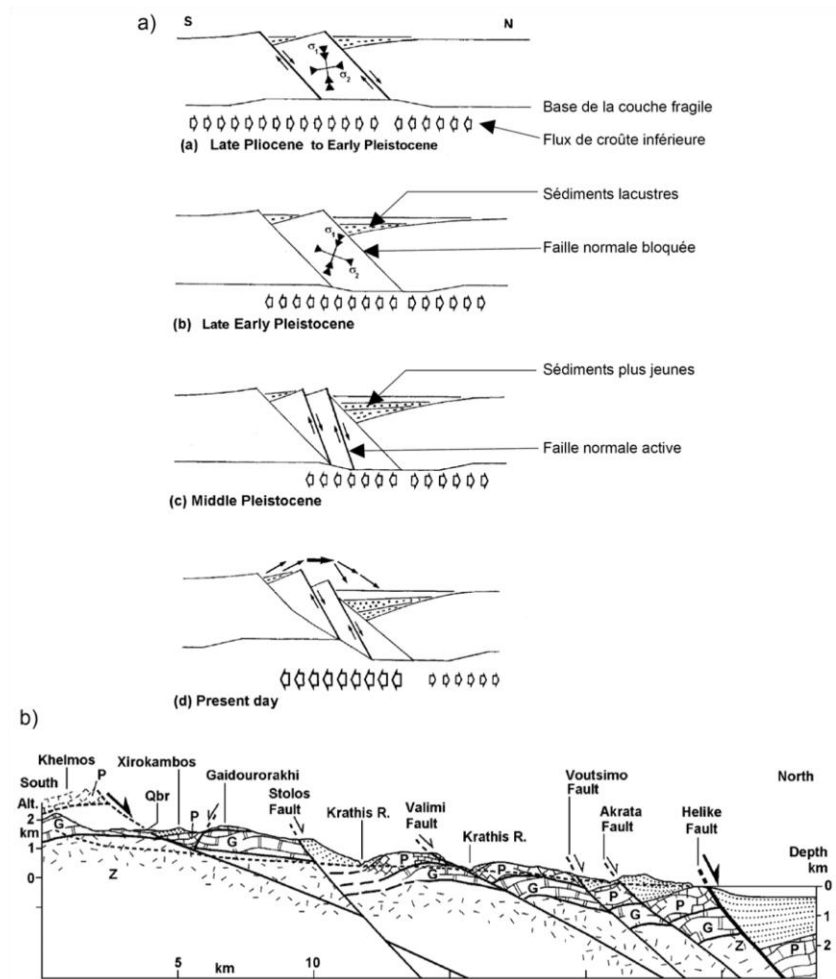 a)
S N
σ1
σ2
Base de la couche fragile
Flux de croûte inférieure
(a) Late Pliocene to Early Pleistocene
Sédiments lacustres
σ1
σ2
Faille normale bloquée
(b) Late Early Pleistocene
Sédiments plus jeunes
Faille normale active
(c) Middle Pleistocene
(d) Present day
b)
Khelmos
Xirokambos
South
P
Qbr
Gaidourorakhi
Stolos
Fault
Krathis R.
Valimi
Fault
Krathis R.
Voutsimo
Fault
Akrata
Fault
Helike
Fault
North
Alt.
2
km
1
0
G
P
G
Z
P
G
P
G
P
G
P
G
Z
P
Depth
km
0
1
2
5
km
10